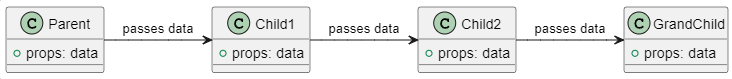 C Parent
props: data
passes data
C Child1
props: data
passes data
C Child2
props: data
passes data
C GrandChild
props: data